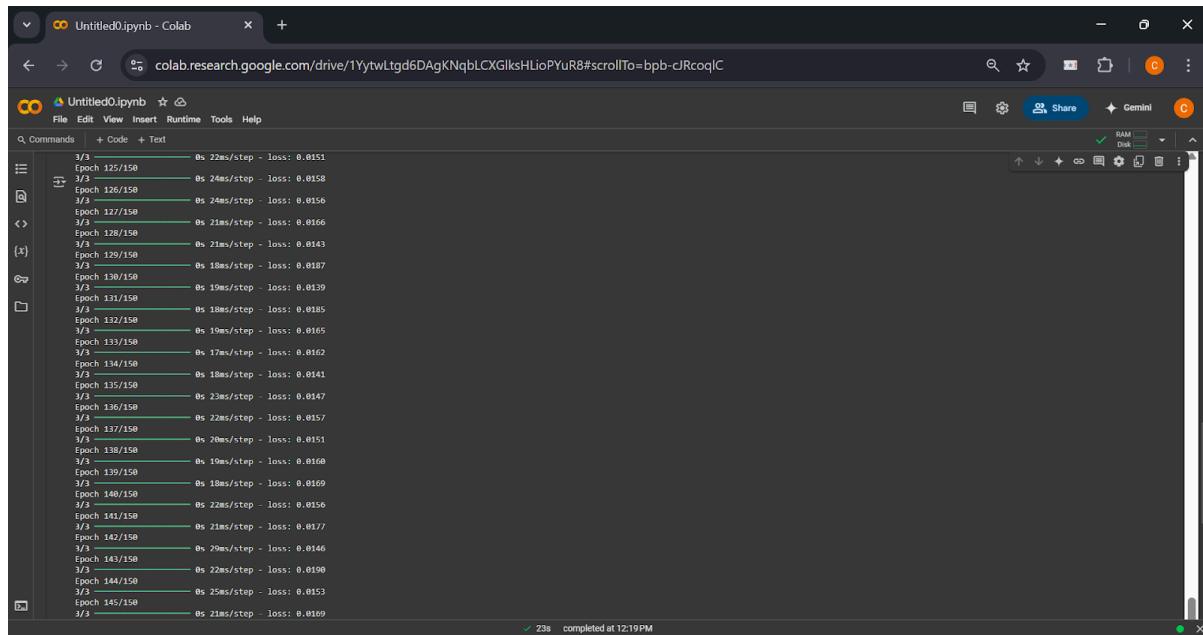 Untitled0.ipynb - Colab
colab.research.google.com/drive/1YytwLtgd6DAgKNqbLCXGlksHLioPYuR8#scrollTo=bpb-cJRcoqlC
C
Untitled0.ipynb
File Edit View Insert Runtime Tools Help
Share
Gemini
C
Commands + Code + Text
RAM
Disk
3/3 0s 22ms/step - loss: 0.0151
Epoch 125/150
3/3 0s 24ms/step - loss: 0.0158
Epoch 126/150
3/3 0s 24ms/step - loss: 0.0156
Epoch 127/150
3/3 0s 21ms/step - loss: 0.0166
Epoch 128/150
3/3 0s 21ms/step - loss: 0.0143
Epoch 129/150
3/3 0s 18ms/step - loss: 0.0187
Epoch 130/150
3/3 0s 19ms/step - loss: 0.0139
Epoch 131/150
3/3 0s 18ms/step - loss: 0.0185
Epoch 132/150
3/3 0s 19ms/step - loss: 0.0165
Epoch 133/150
3/3 0s 17ms/step - loss: 0.0162
Epoch 134/150
3/3 0s 18ms/step - loss: 0.0141
Epoch 135/150
3/3 0s 23ms/step - loss: 0.0147
Epoch 136/150
3/3 0s 22ms/step - loss: 0.0157
Epoch 137/150
3/3 0s 20ms/step - loss: 0.0151
Epoch 138/150
3/3 0s 19ms/step - loss: 0.0160
Epoch 139/150
3/3 0s 18ms/step - loss: 0.0169
Epoch 140/150
3/3 0s 22ms/step - loss: 0.0156
Epoch 141/150
3/3 0s 21ms/step - loss: 0.0177
Epoch 142/150
3/3 0s 29ms/step - loss: 0.0146
Epoch 143/150
3/3 0s 22ms/step - loss: 0.0190
Epoch 144/150
3/3 0s 25ms/step - loss: 0.0153
Epoch 145/150
3/3 0s 21ms/step - loss: 0.0169
23s completed at 12:19 PM